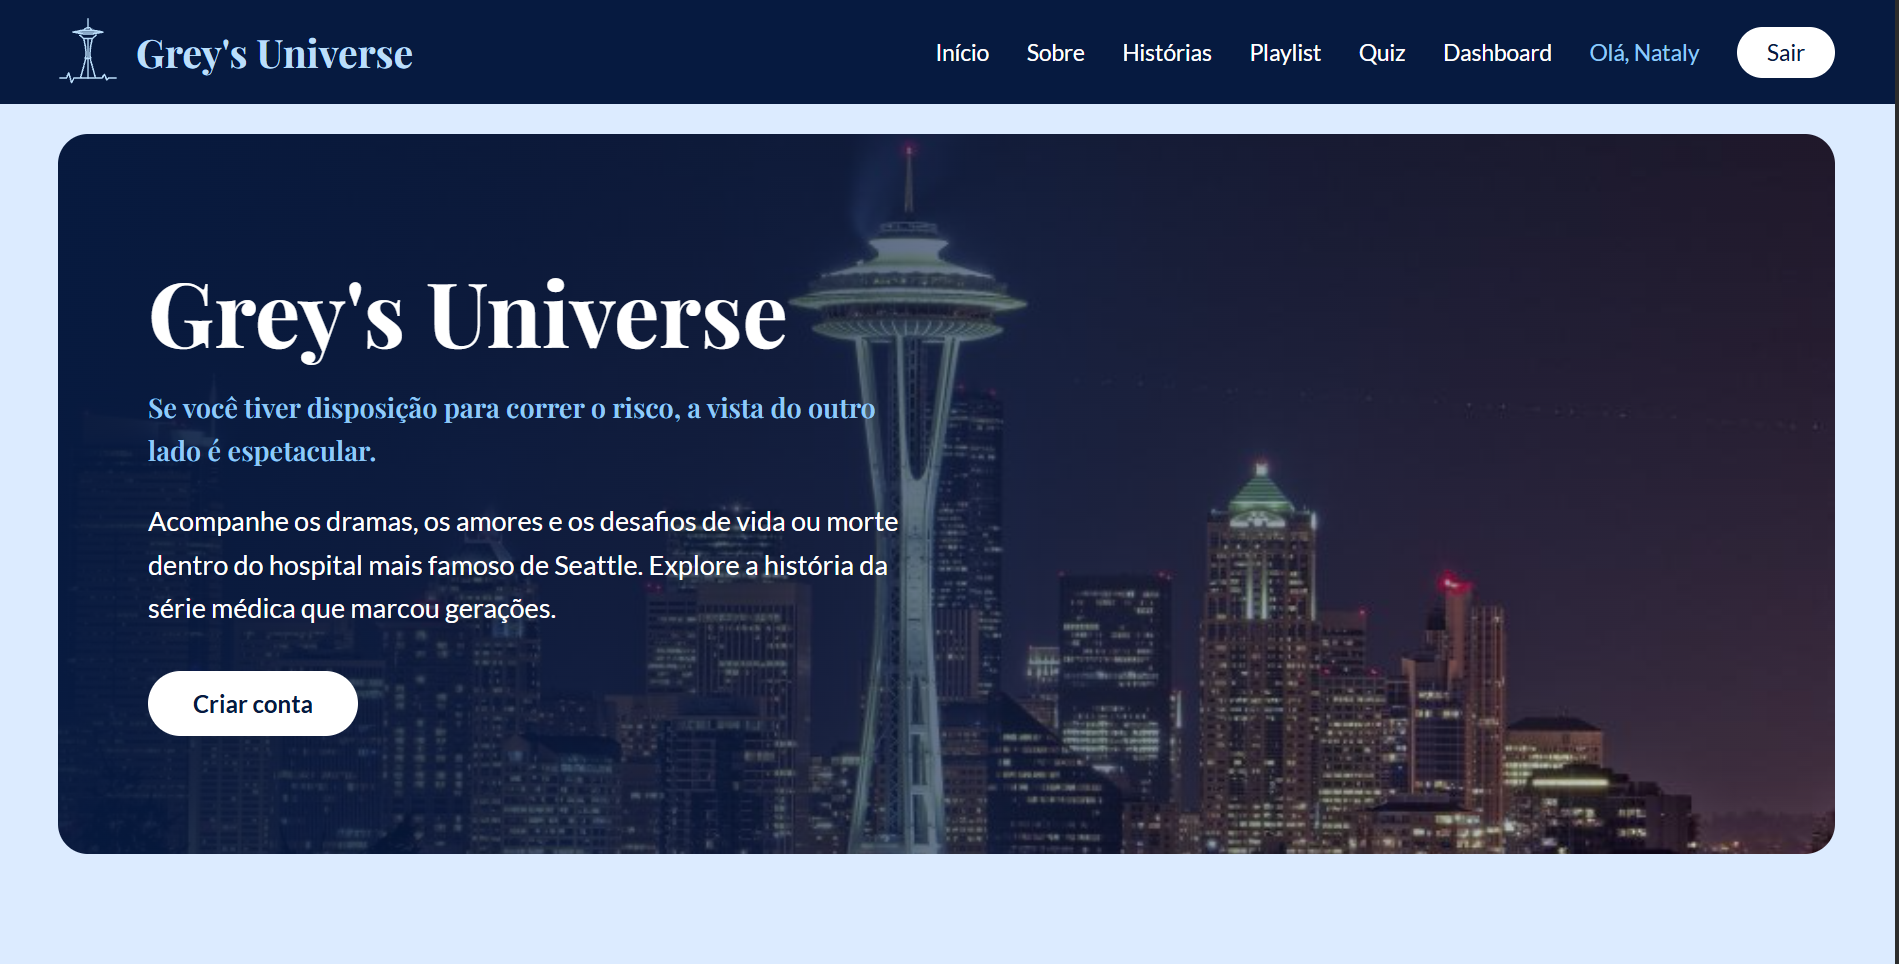 Grey's Universe
Início Sobre Histórias Playlist Quiz Dashboard Olá, Nataly Sair
Grey's Universe
Se você tiver disposição para correr o risco, a vista do outro
lado é espetacular.
Acompanhe os dramas, os amores e os desafios de vida ou morte
dentro do hospital mais famoso de Seattle. Explore a história da
série médica que marcou gerações.
Criar conta